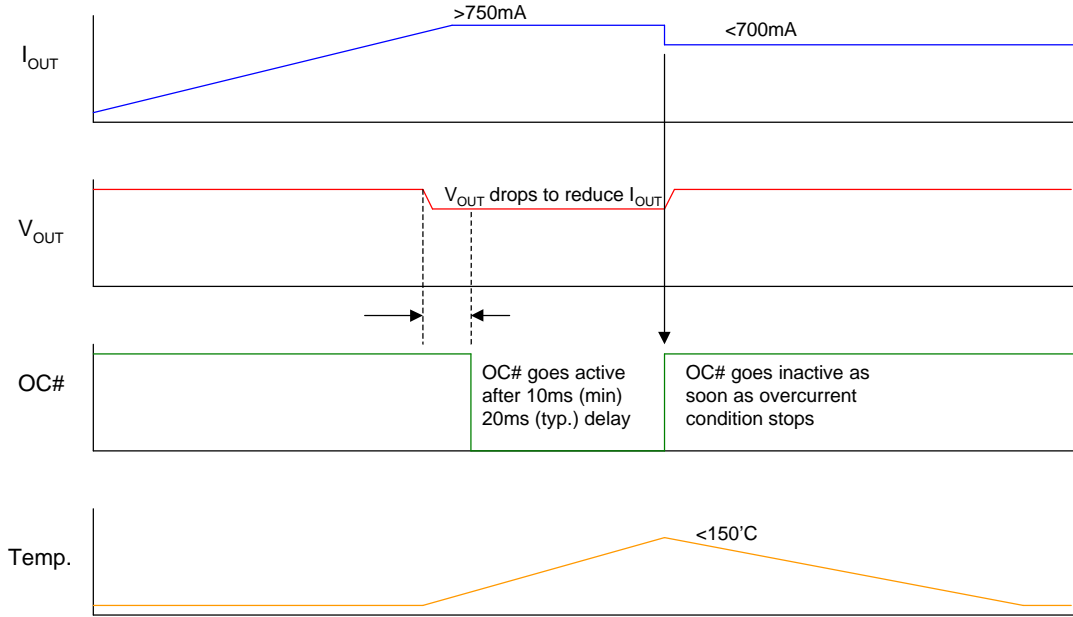 >750mA
<700mA
IOUT
VOUT drops to reduce IOUT
VOUT
OC#
OC# goes active
after 10ms (min)
20ms (typ.) delay
OC# goes inactive as
soon as overcurrent
condition stops
<150'C
Temp.